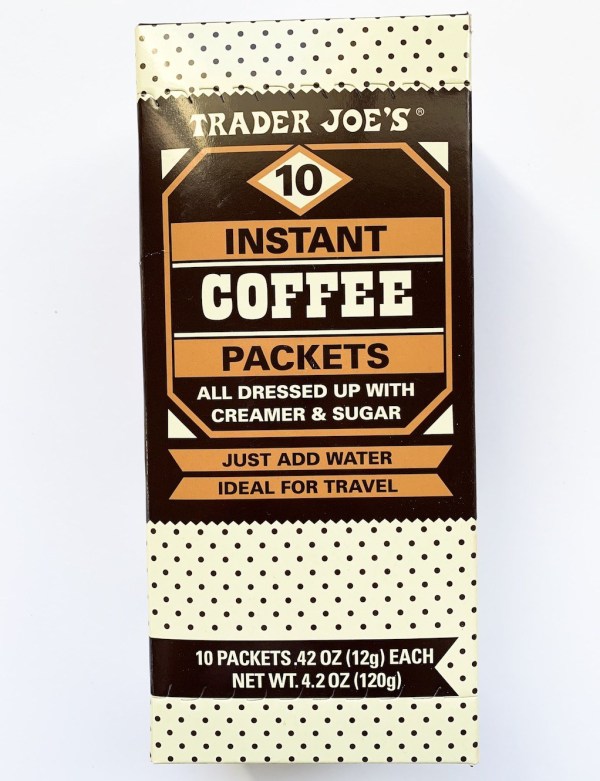 TRADER JOE'S®
10
INSTANT
COFFEE
PACKETS
ALL DRESSED UP WITH
CREAMER & SUGAR
JUST ADD WATER
IDEAL FOR TRAVEL
10 PACKETS .42 OZ (12g) EACH
NET WT. 4.2 OZ (120g)